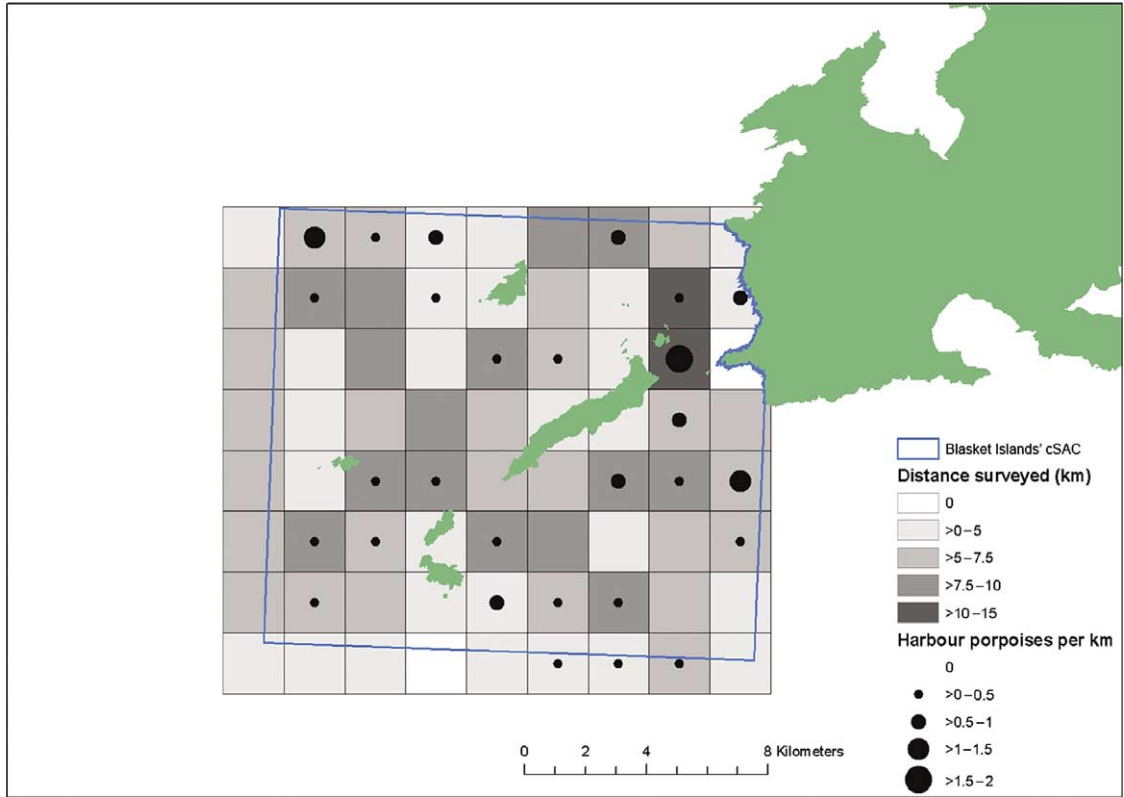 Blasket Islands' cSAC
Distance surveyed (km)
0
>0–5
>5–7.5
>7.5–10
>10–15
Harbour porpoises per km
0
>0–0.5
>0.5–1
>1–1.5
>1.5–2
0 2 4 8 Kilometers